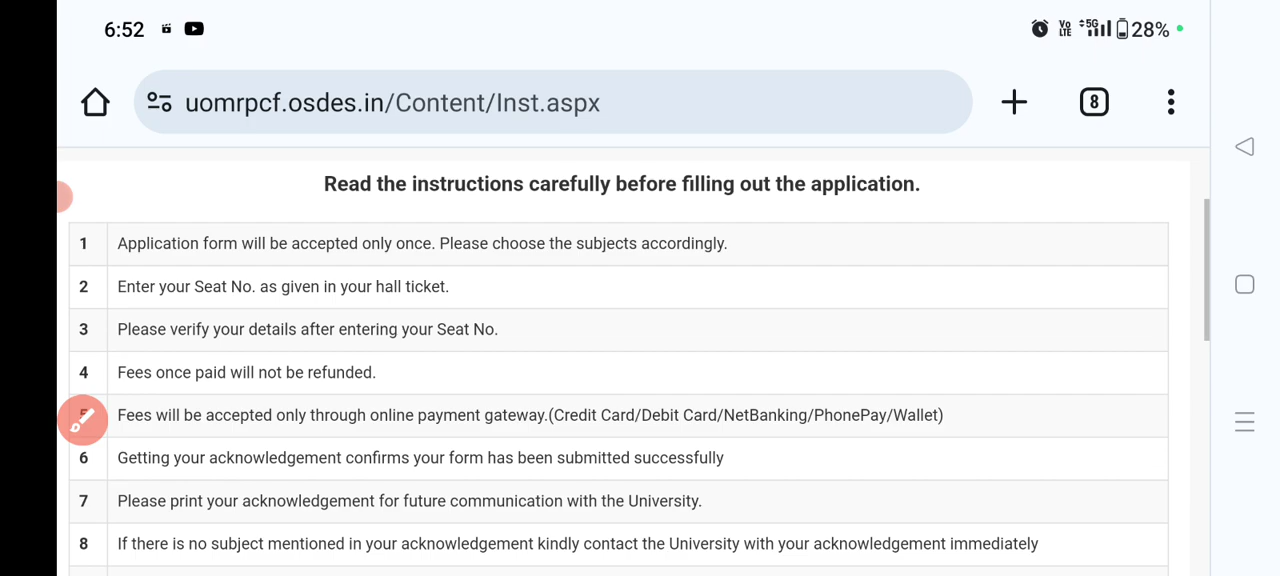 6:52
Vo LTE 5G 28%
uomrpcf.osdes.in/Content/Inst.aspx
8
Read the instructions carefully before filling out the application.
1 Application form will be accepted only once. Please choose the subjects accordingly.
2 Enter your Seat No. as given in your hall ticket.
3 Please verify your details after entering your Seat No.
4 Fees once paid will not be refunded.
Fees will be accepted only through online payment gateway.(Credit Card/Debit Card/NetBanking/PhonePay/Wallet)
6 Getting your acknowledgement confirms your form has been submitted successfully
7 Please print your acknowledgement for future communication with the University.
8 If there is no subject mentioned in your acknowledgement kindly contact the University with your acknowledgement immediately